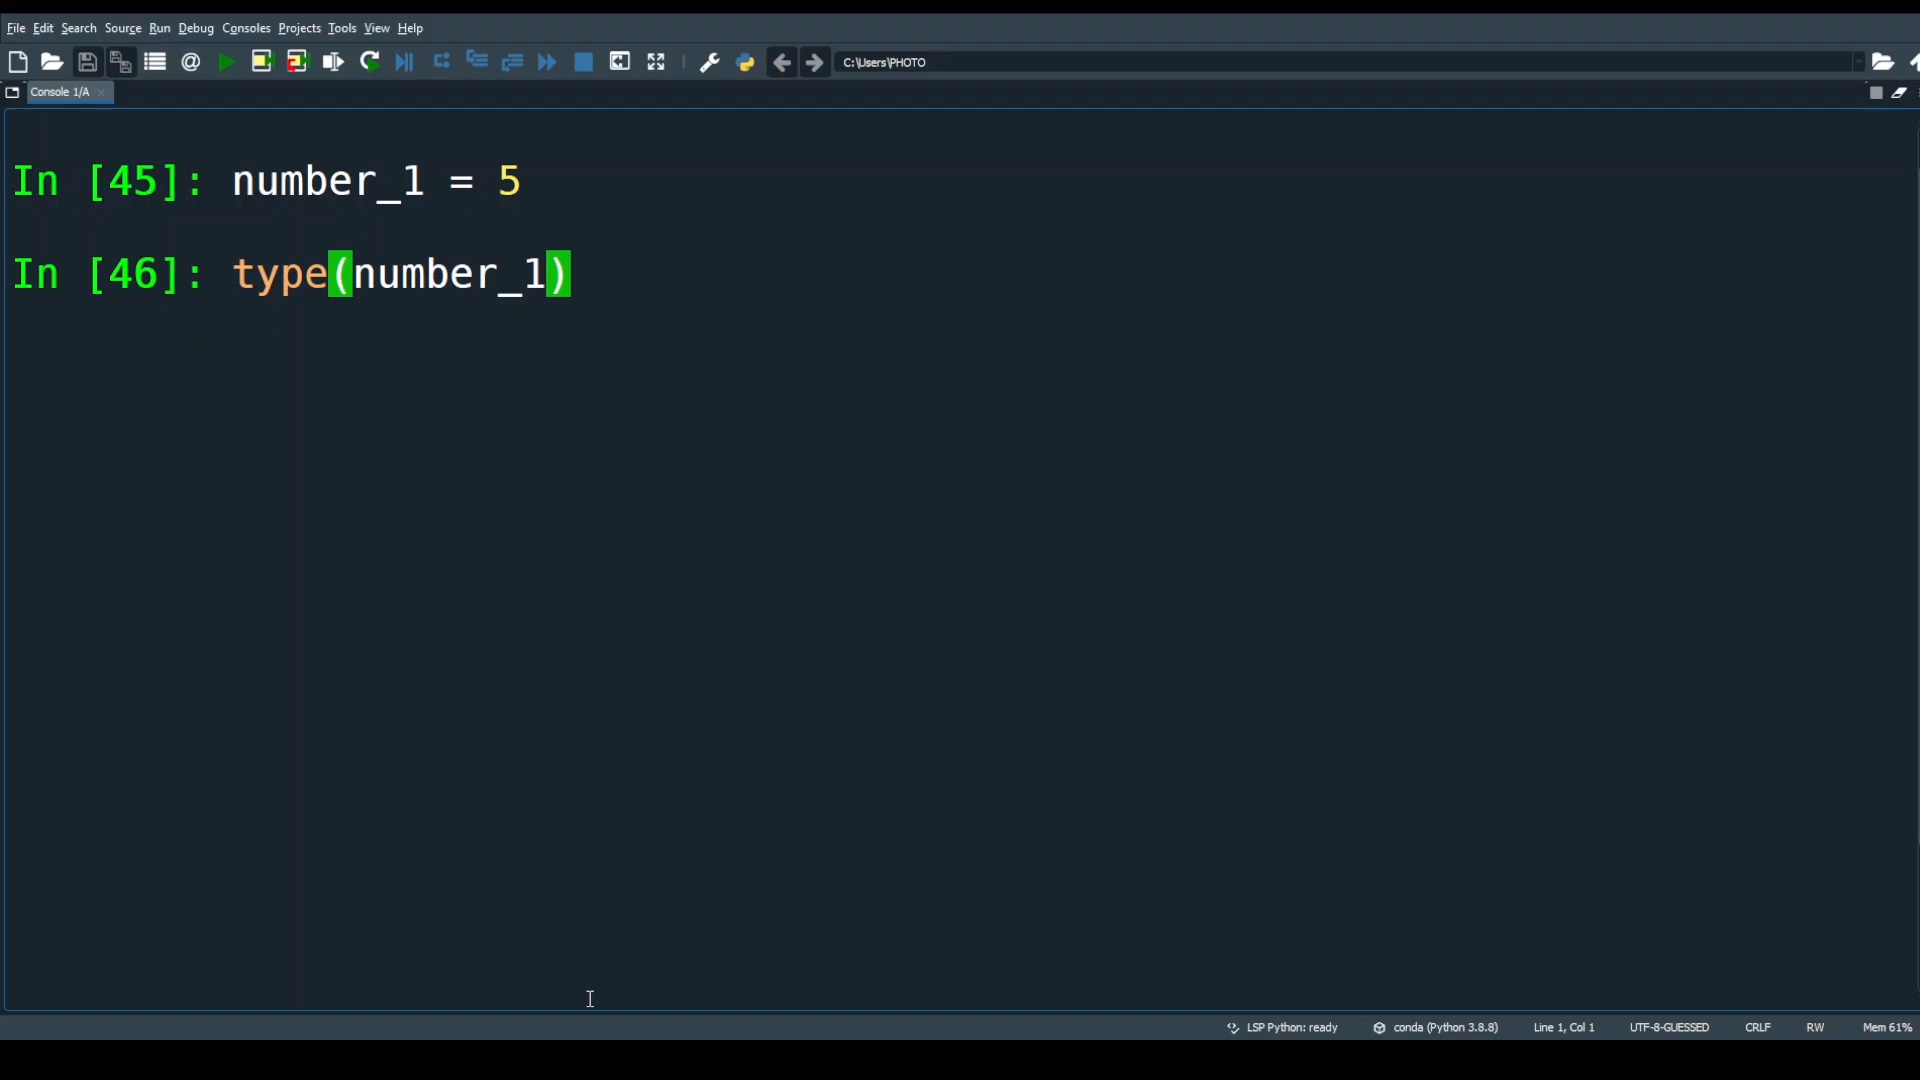 File Edit Search Source Run Debug Consoles Projects Tools View Help
C:\Users\PHOTO
Console 1/A
In [45]: number_1 = 5
In [46]: type(number_1)
LSP Python: ready conda (Python 3.8.8) Line 1, Col 1 UTF-8-GUESSED CRLF RW Mem 61%